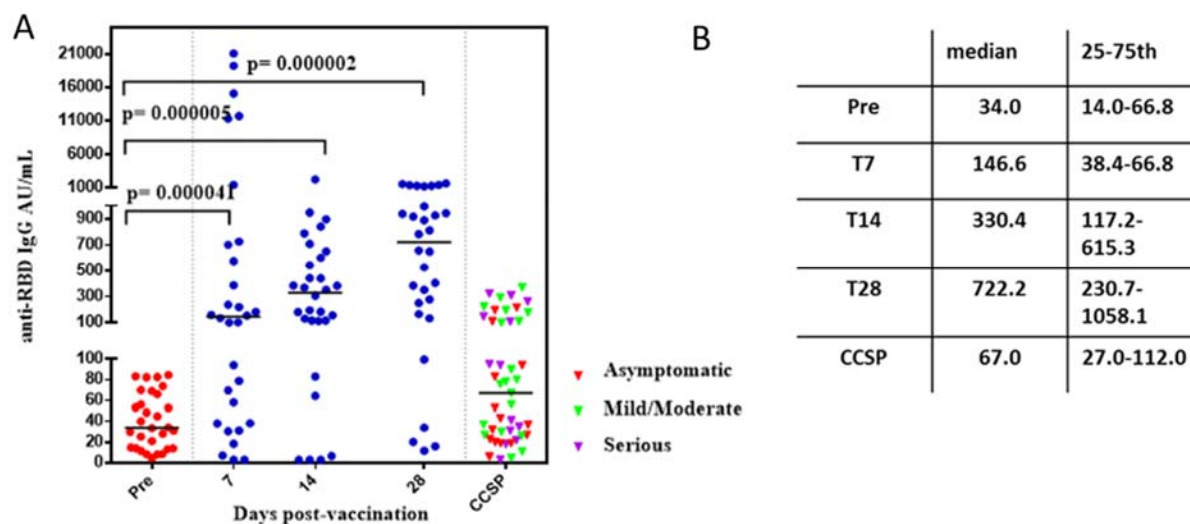 A
anti-RBD IgG AU/mL
21000
16000
11000
6000
1000
900
700
500
300
100
100
80
60
40
20
0
p= 0.000002
p= 0.000005
p= 0.000041
Pre
7
14
28
CCSP
Days post-vaccination
Asymptomatic
Mild/Moderate
Serious
B
median 25-75th
Pre 34.0 14.0-66.8
T7 146.6 38.4-66.8
T14 330.4 117.2-
615.3
T28 722.2 230.7-
1058.1
CCSP 67.0 27.0-112.0